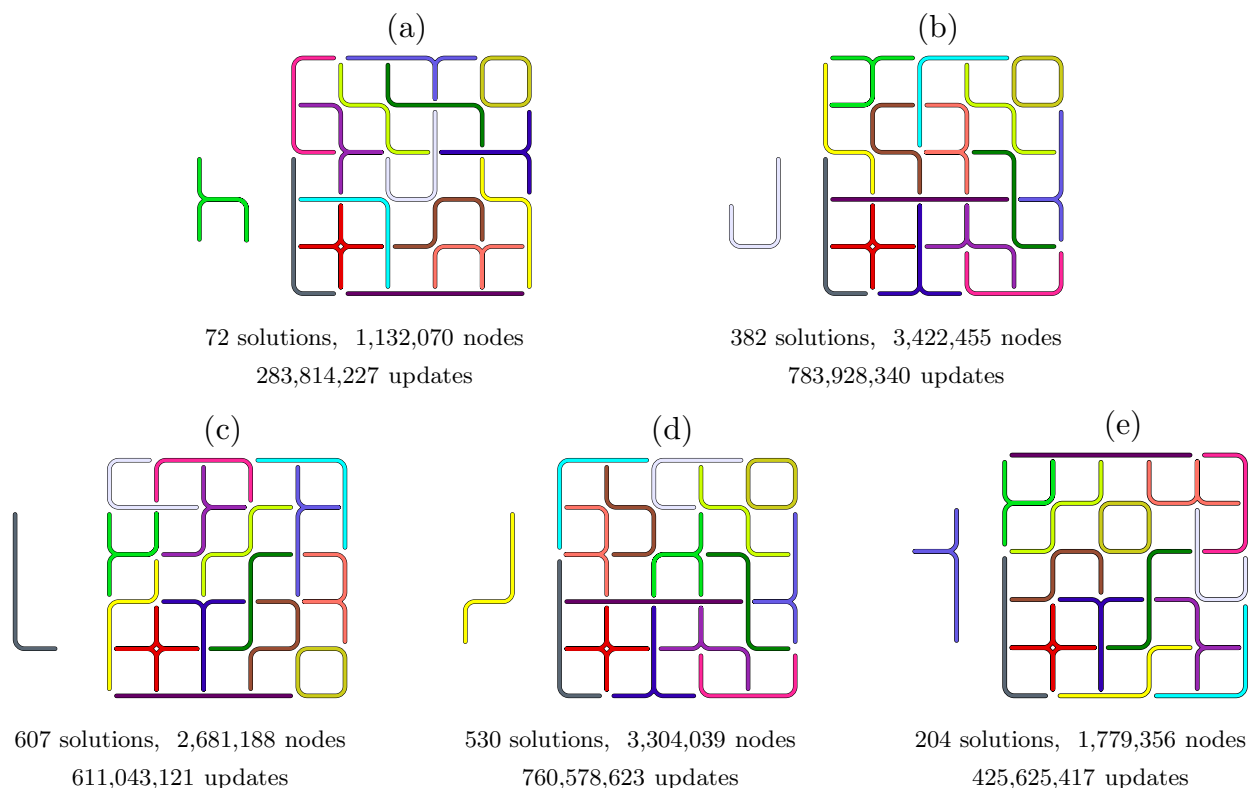 (a)
(b)
72 solutions, 1,132,070 nodes
283,814,227 updates
382 solutions, 3,422,455 nodes
783,928,340 updates
(c)
(d)
(e)
607 solutions, 2,681,188 nodes
611,043,121 updates
530 solutions, 3,304,039 nodes
760,578,623 updates
204 solutions, 1,779,356 nodes
425,625,417 updates